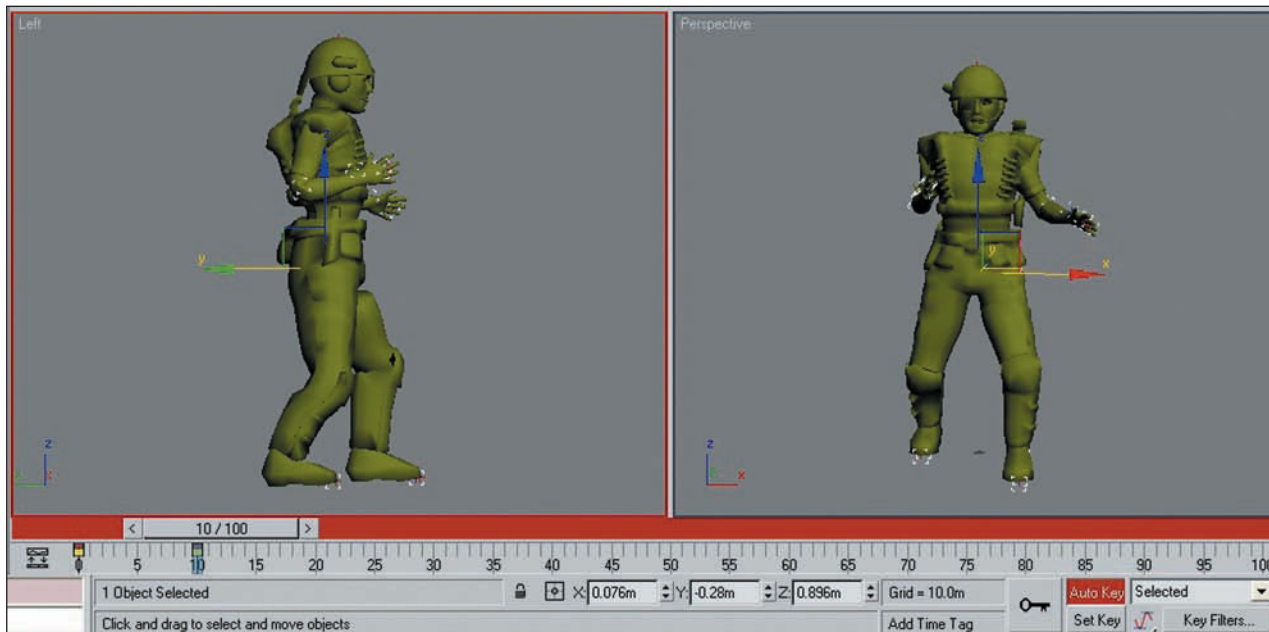 Left
Perspective
z
z
y
y
x
z
x
z
x
< 10 / 100 >
0 5 10 15 20 25 30 35 40 45 50 55 60 65 70 75 80 85 90 95 100
1 Object Selected X: 0.076m Y: -0.28m Z: 0.896m Grid = 10.0m Auto Key Selected
Click and drag to select and move objects Add Time Tag Set Key Key Filters...